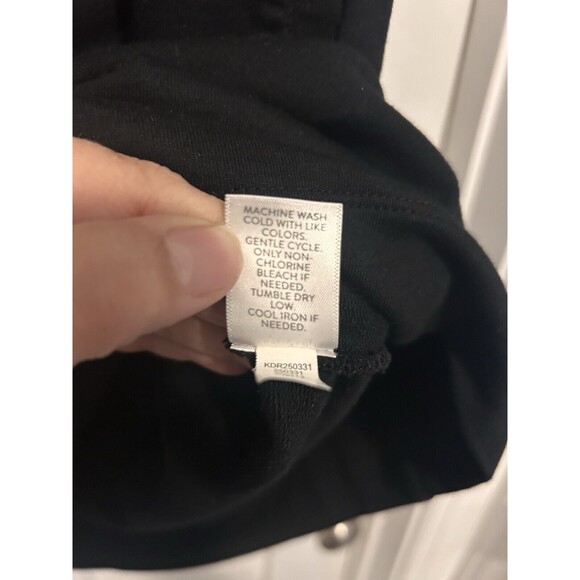 MACHINE WASH
COLD WITH LIKE
COLORS.
GENTLE CYCLE.
ONLY NON-
CHLORINE
BLEACH IF
NEEDED.
TUMBLE DRY
LOW.
COOL IRON IF
NEEDED.
KDR250331
250331